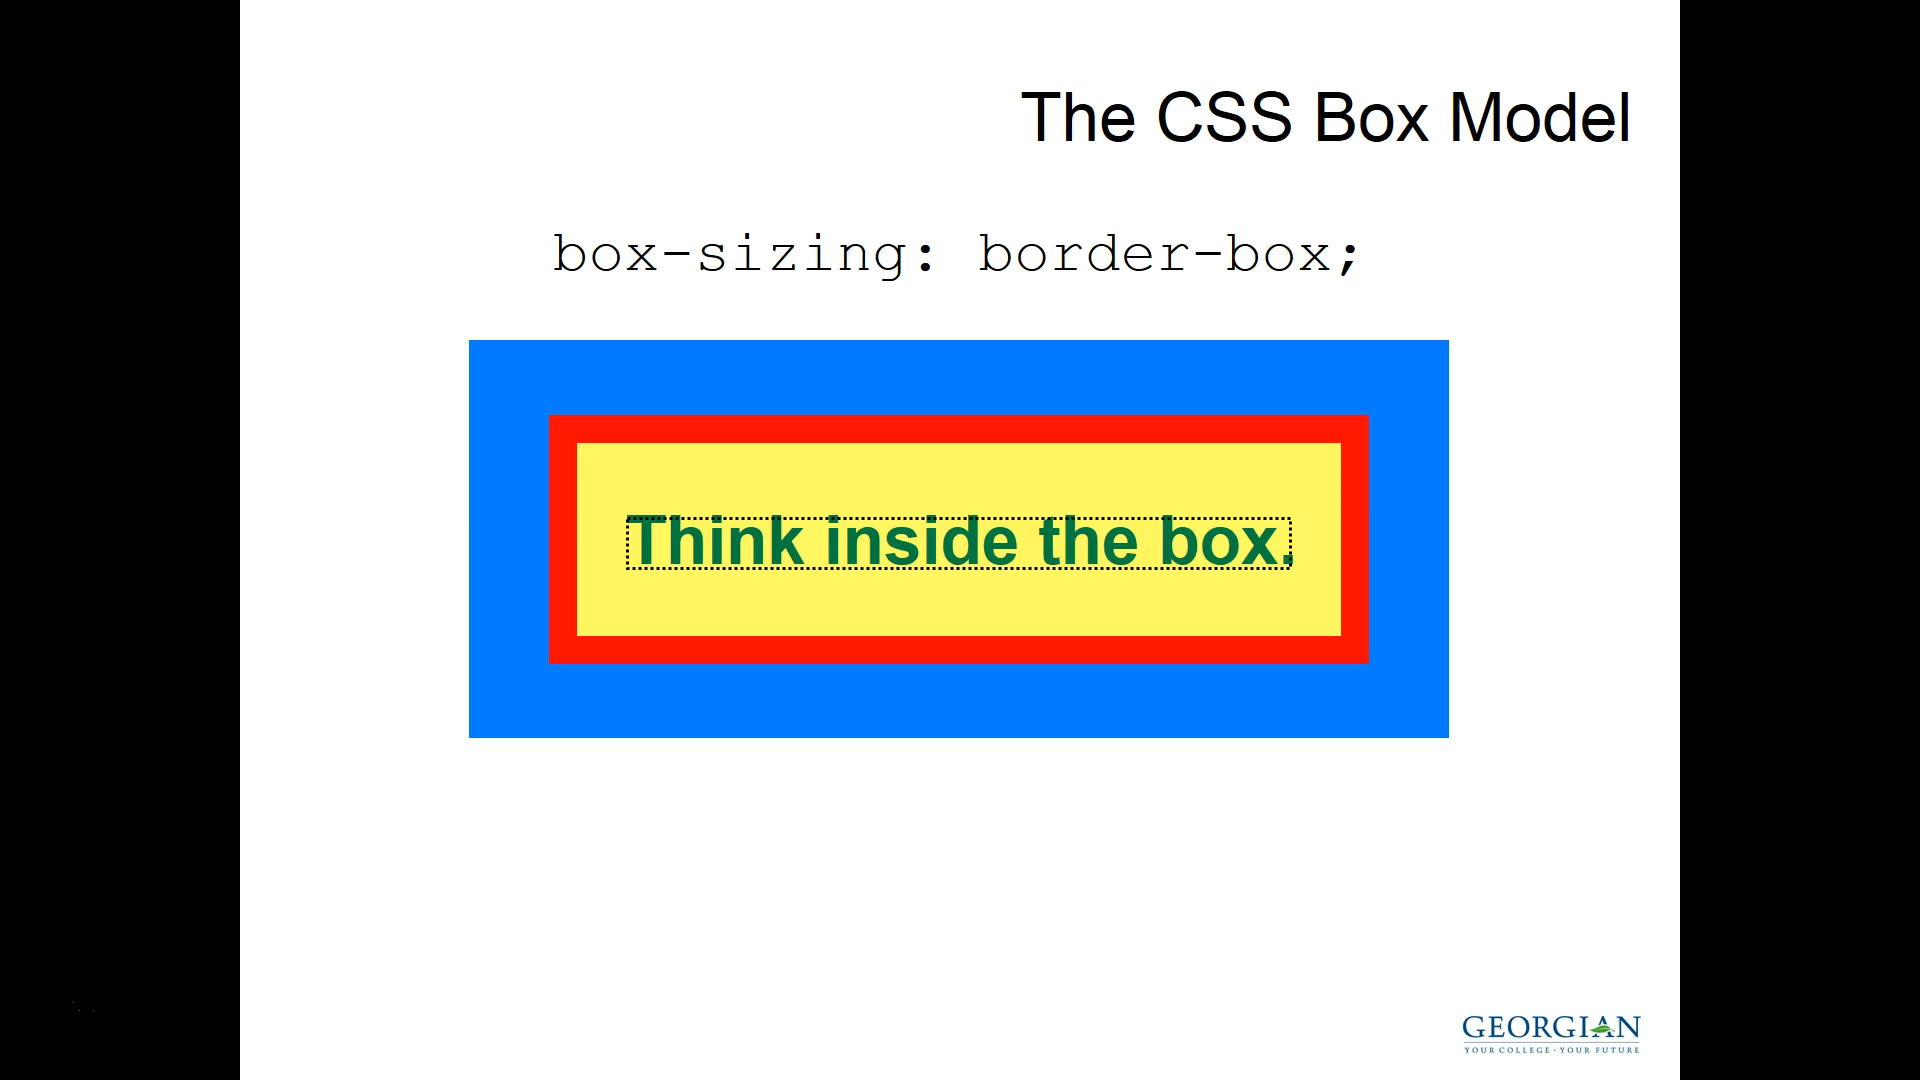 The CSS Box Model
box-sizing: border-box;
Think inside the box.
GEORGIAN
YOUR COLLEGE · YOUR FUTURE